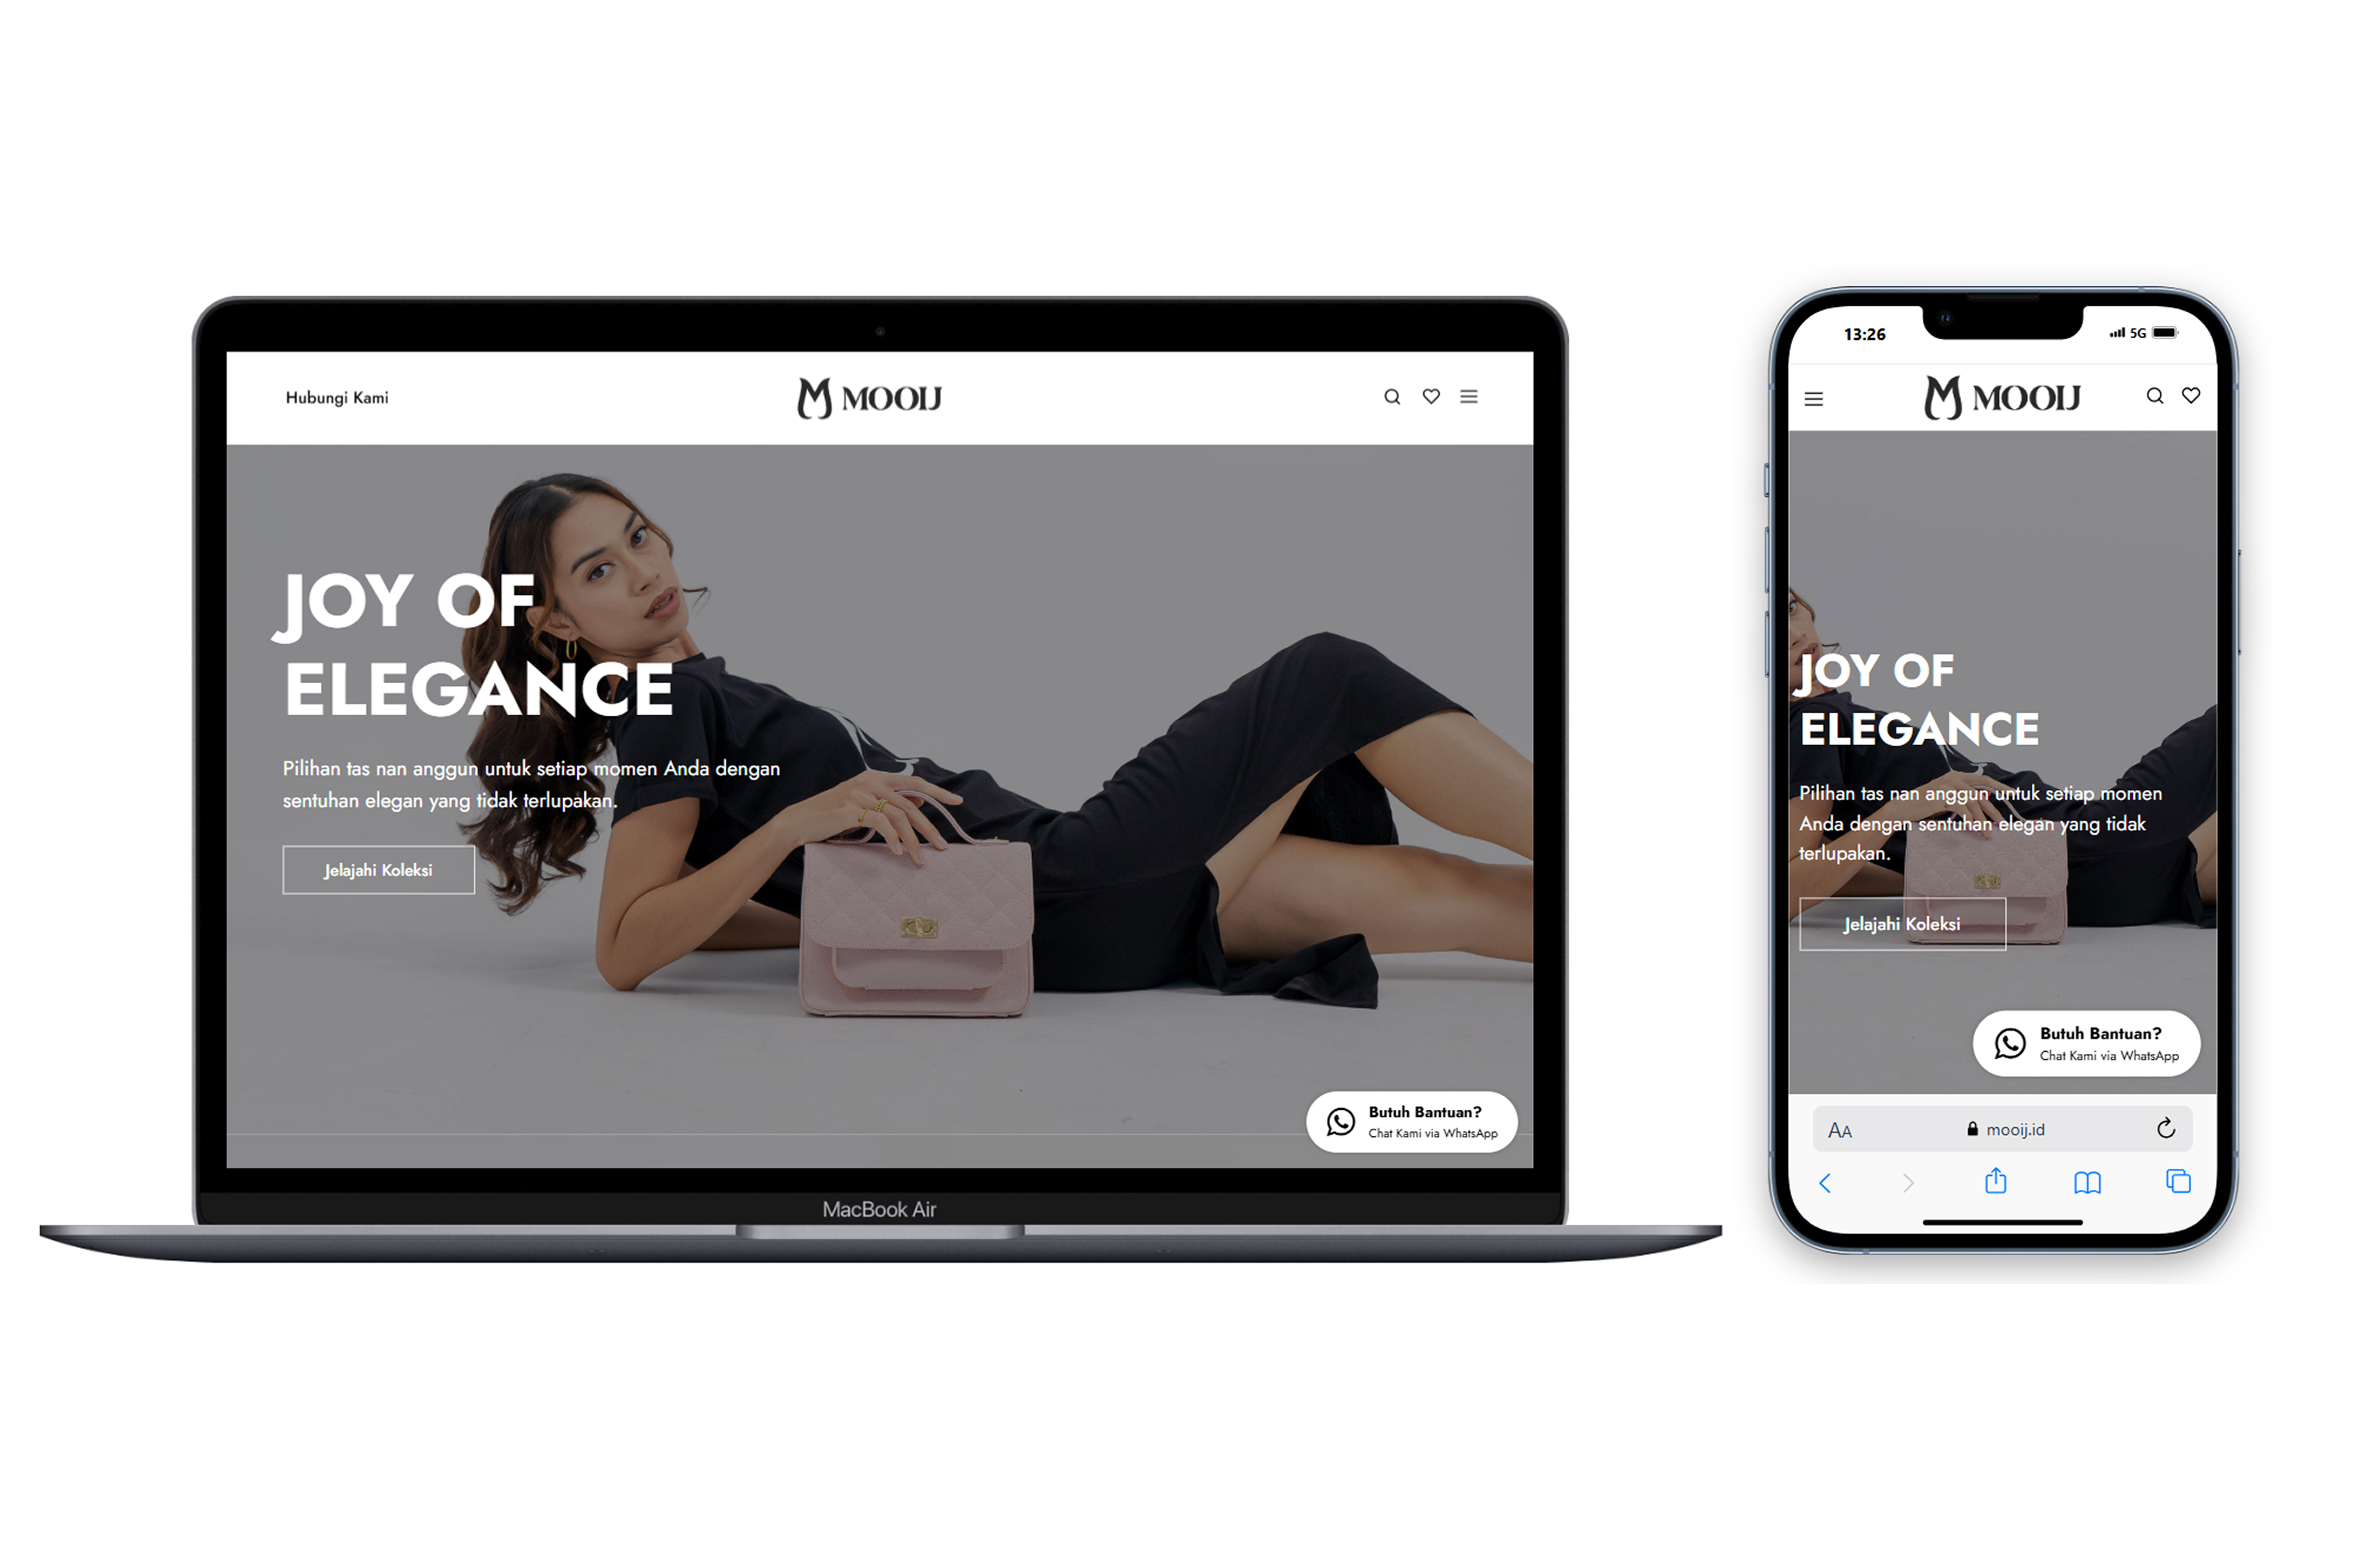 Hubungi Kami
MOOIJ
JOY OF
ELEGANCE
Pilihan tas nan anggun untuk setiap momen Anda dengan
sentuhan elegan yang tidak terlupakan.
Jelajahi Koleksi
Butuh Bantuan?
Chat Kami via WhatsApp
MacBook Air
13:26
5G
MOOIJ
JOY OF
ELEGANCE
Pilihan tas nan anggun untuk setiap momen
Anda dengan sentuhan elegan yang tidak
terlupakan.
Jelajahi Koleksi
Butuh Bantuan?
Chat Kami via WhatsApp
AA
mooij.id